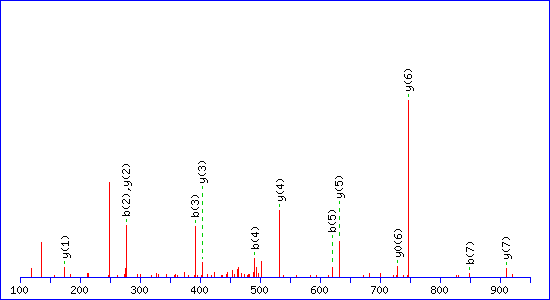 y(1)
b(2),y(2)
b(3)
y(3)
b(4)
y(4)
b(5)
y(5)
y0(6)
y(6)
b(7)
y(7)
100 200 300 400 500 600 700 800 900